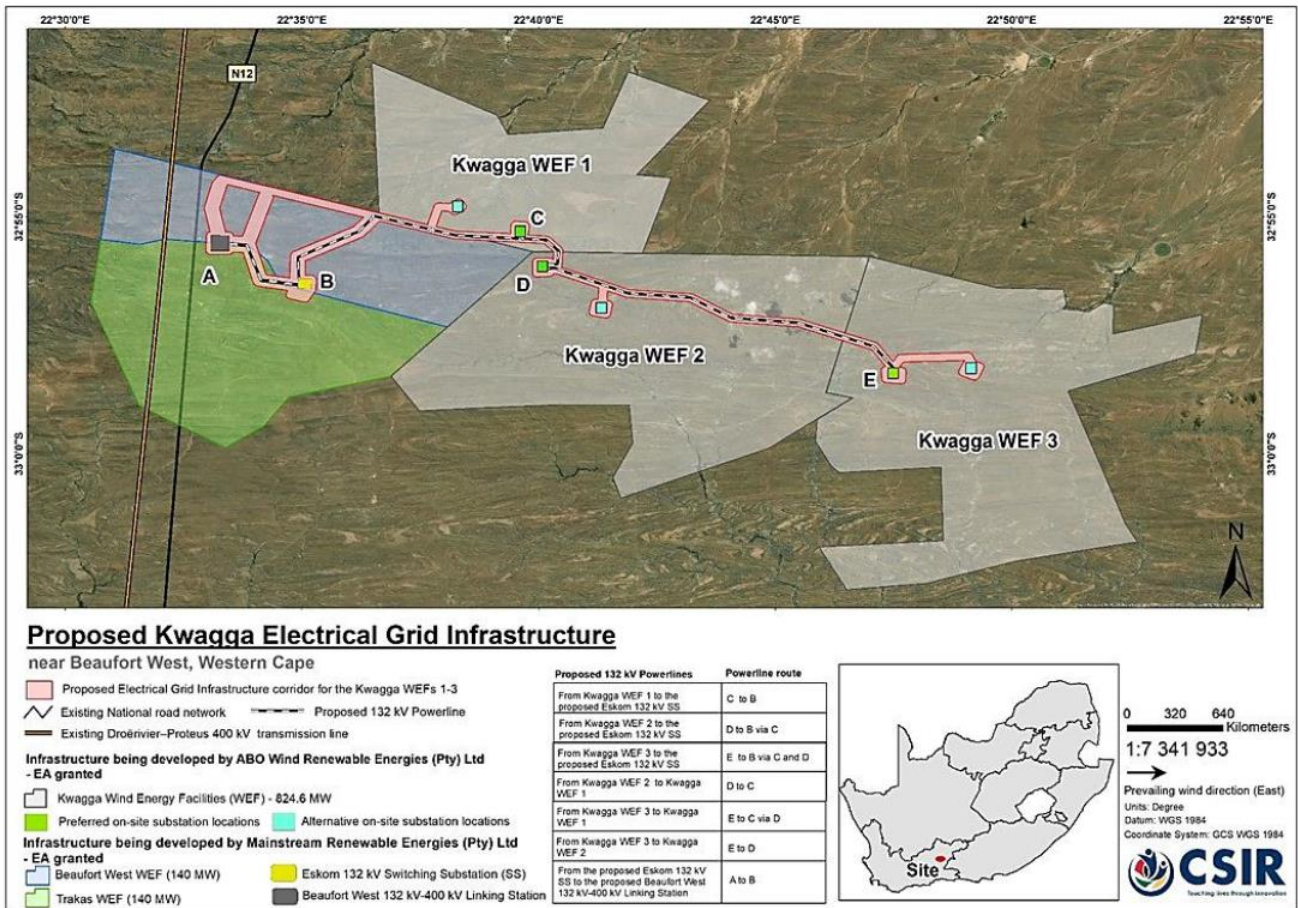 22°30'0"E 22°35'0"E 22°40'0"E 22°45'0"E 22°50'0"E 22°55'0"E
N12
32°55'0"S
32°55'0"S
33°0'0"S
33°0'0"S
Kwagga WEF 1
C
A
B
D
Kwagga WEF 2
E
Kwagga WEF 3
N
Proposed Kwagga Electrical Grid Infrastructure
near Beaufort West, Western Cape
Proposed Electrical Grid Infrastructure corridor for the Kwagga WEFs 1-3
Existing National road network
Proposed 132 kV Powerline
Existing Droërivier–Proteus 400 kV transmission line
Infrastructure being developed by ABO Wind Renewable Energies (Pty) Ltd
- EA granted
Kwagga Wind Energy Facilities (WEF) - 824.6 MW
Preferred on-site substation locations
Alternative on-site substation locations
Infrastructure being developed by Mainstream Renewable Energies (Pty) Ltd
- EA granted
Beaufort West WEF (140 MW)
Eskom 132 kV Switching Substation (SS)
Trakas WEF (140 MW)
Beaufort West 132 kV-400 kV Linking Station
Proposed 132 kV Powerlines Powerline route
From Kwagga WEF 1 to the
proposed Eskom 132 kV SS
C to B
From Kwagga WEF 2 to the
proposed Eskom 132 kV SS
D to B via C
From Kwagga WEF 3 to the
proposed Eskom 132 kV SS
E to B via C and D
From Kwagga WEF 2 to Kwagga
WEF 1
D to C
From Kwagga WEF 3 to Kwagga
WEF 1
E to C via D
From Kwagga WEF 3 to Kwagga
WEF 2
E to D
From the proposed Eskom 132 kV
SS to the proposed Beaufort West
132 kV-400 kV Linking Station
A to B
Site
0 320 640
Kilometers
1:7 341 933
Prevailing wind direction (East)
Units: Degree
Datum: WGS 1984
Coordinate System: GCS WGS 1984
CSIR
Touching lives through innovation